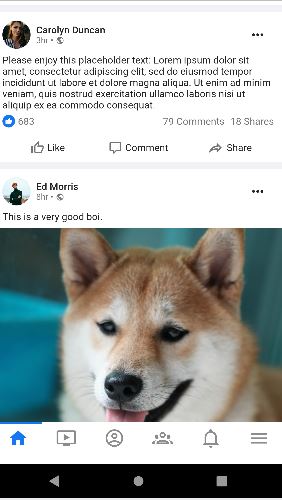 Carolyn Duncan
3hr •
Please enjoy this placeholder text: Lorem ipsum dolor sit
amet, consectetur adipiscing elit, sed do eiusmod tempor
incididunt ut labore et dolore magna aliqua. Ut enim ad minim
veniam, quis nostrud exercitation ullamco laboris nisi ut
aliquip ex ea commodo consequat
683 79 Comments 18 Shares
Like Comment Share
Ed Morris
8hr •
This is a very good boi.